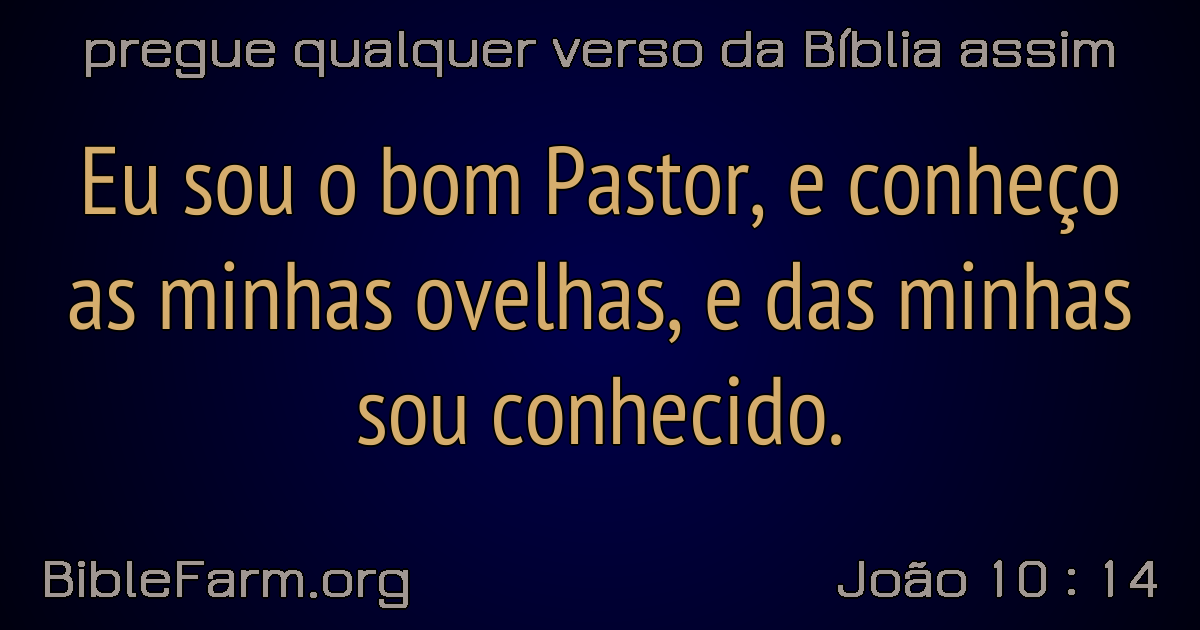 pregue qualquer verso da Bíblia assim
Eu sou o bom Pastor, e conheço
as minhas ovelhas, e das minhas
sou conhecido.
BibleFarm.org
João 10 : 14